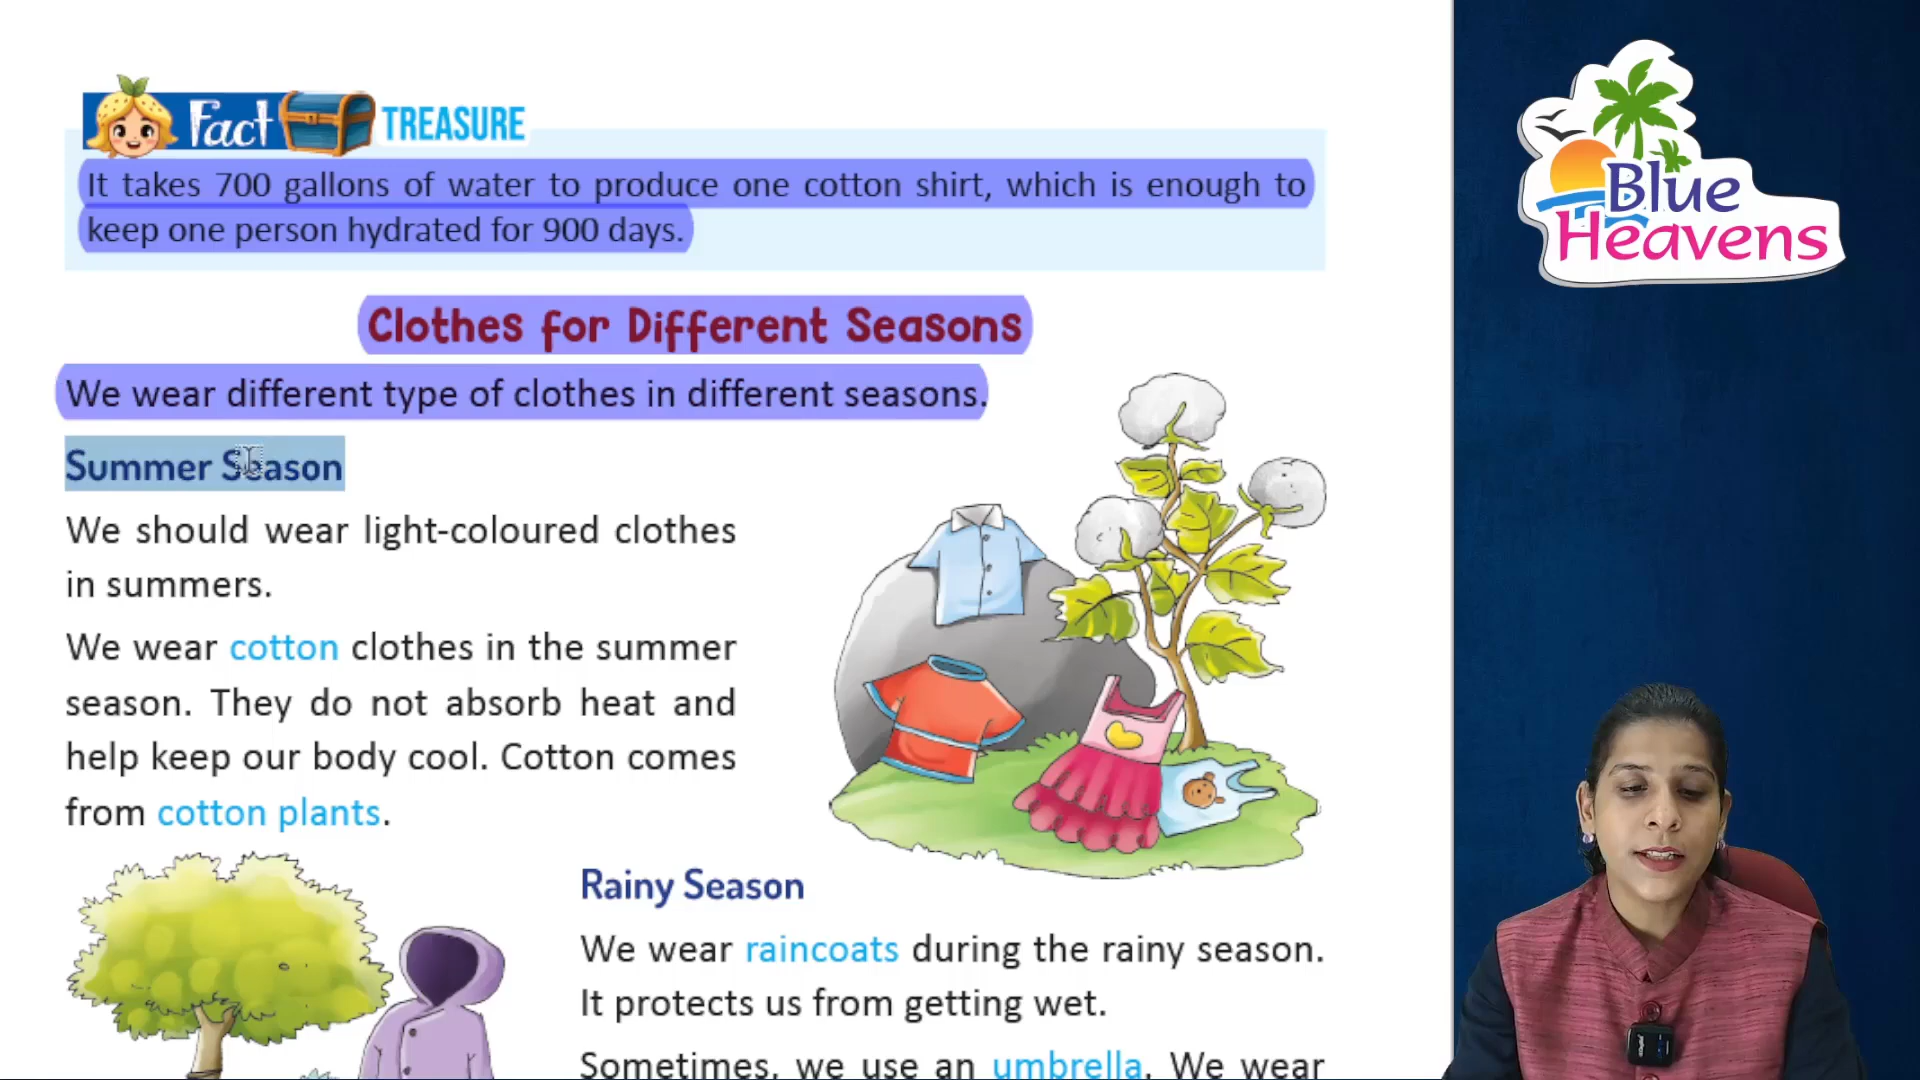 Fact TREASURE
It takes 700 gallons of water to produce one cotton shirt, which is enough to
keep one person hydrated for 900 days.
Clothes for Different Seasons
We wear different type of clothes in different seasons.
Summer Season
We should wear light-coloured clothes
in summers.
We wear cotton clothes in the summer
season. They do not absorb heat and
help keep our body cool. Cotton comes
from cotton plants.
Rainy Season
We wear raincoats during the rainy season.
It protects us from getting wet.
Sometimes, we use an umbrella. We wear
Blue
Heavens